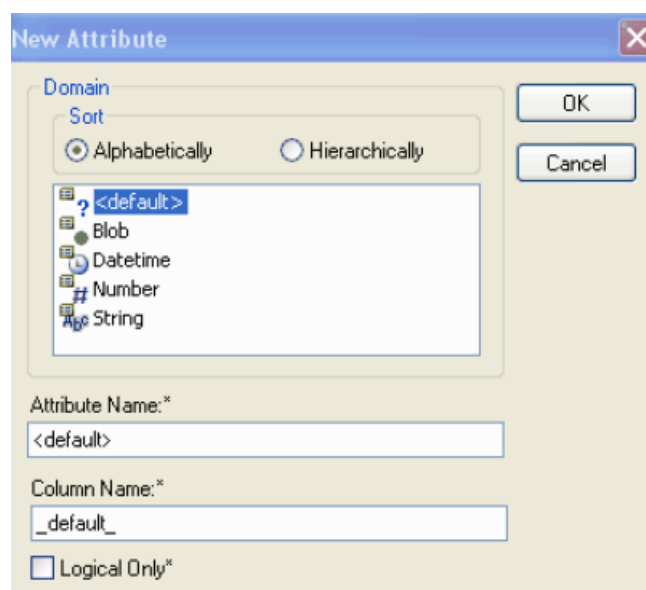 New Attribute
Domain
OK
Sort
Alphabetically Hierarchically
Cancel
? <default>
Blob
Datetime
# Number
Abc String
Attribute Name:*
<default>
Column Name:*
_default_
Logical Only*